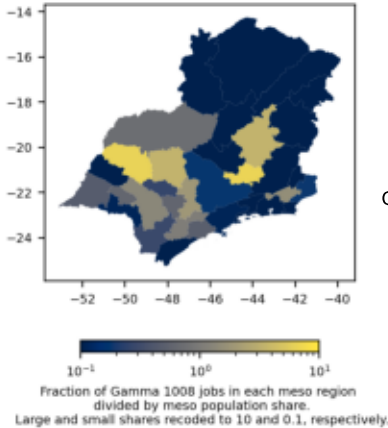 −14
−16
−18
−20
−22
−24
−52 −50 −48 −46 −44 −42 −40
10⁻¹ 10⁰ 10¹
Fraction of Gamma 1008 jobs in each meso region
divided by meso population share.
Large and small shares recoded to 10 and 0.1, respectively.